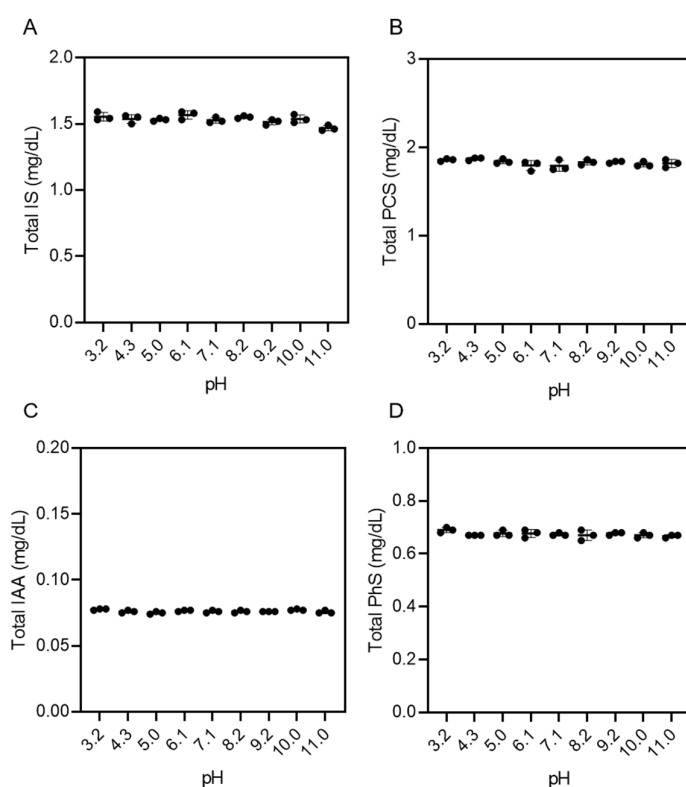 A
Total IS (mg/dL)
2.0
1.5
1.0
0.5
0.0
3.2 4.3 5.0 6.1 7.1 8.2 9.2 10.0 11.0
pH
B
Total PCS (mg/dL)
3
2
1
0
3.2 4.3 5.0 6.1 7.1 8.2 9.2 10.0 11.0
pH
C
Total IAA (mg/dL)
0.20
0.15
0.10
0.05
0.00
3.2 4.3 5.0 6.1 7.1 8.2 9.2 10.0 11.0
pH
D
Total PhS (mg/dL)
1.0
0.8
0.6
0.4
0.2
0.0
3.2 4.3 5.0 6.1 7.1 8.2 9.2 10.0 11.0
pH